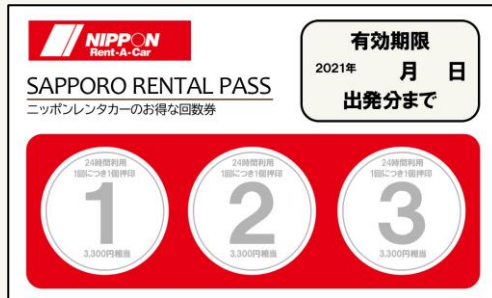 NIPPON
Rent-A-Car
SAPPORO RENTAL PASS
ニッポンレンタカーのお得な回数券
有効期限
2021年 月 日
出発分まで
24時間利用
1回につき1個押印
1
3,300円相当
24時間利用
1回につき1個押印
2
3,300円相当
24時間利用
1回につき1個押印
3
3,300円相当